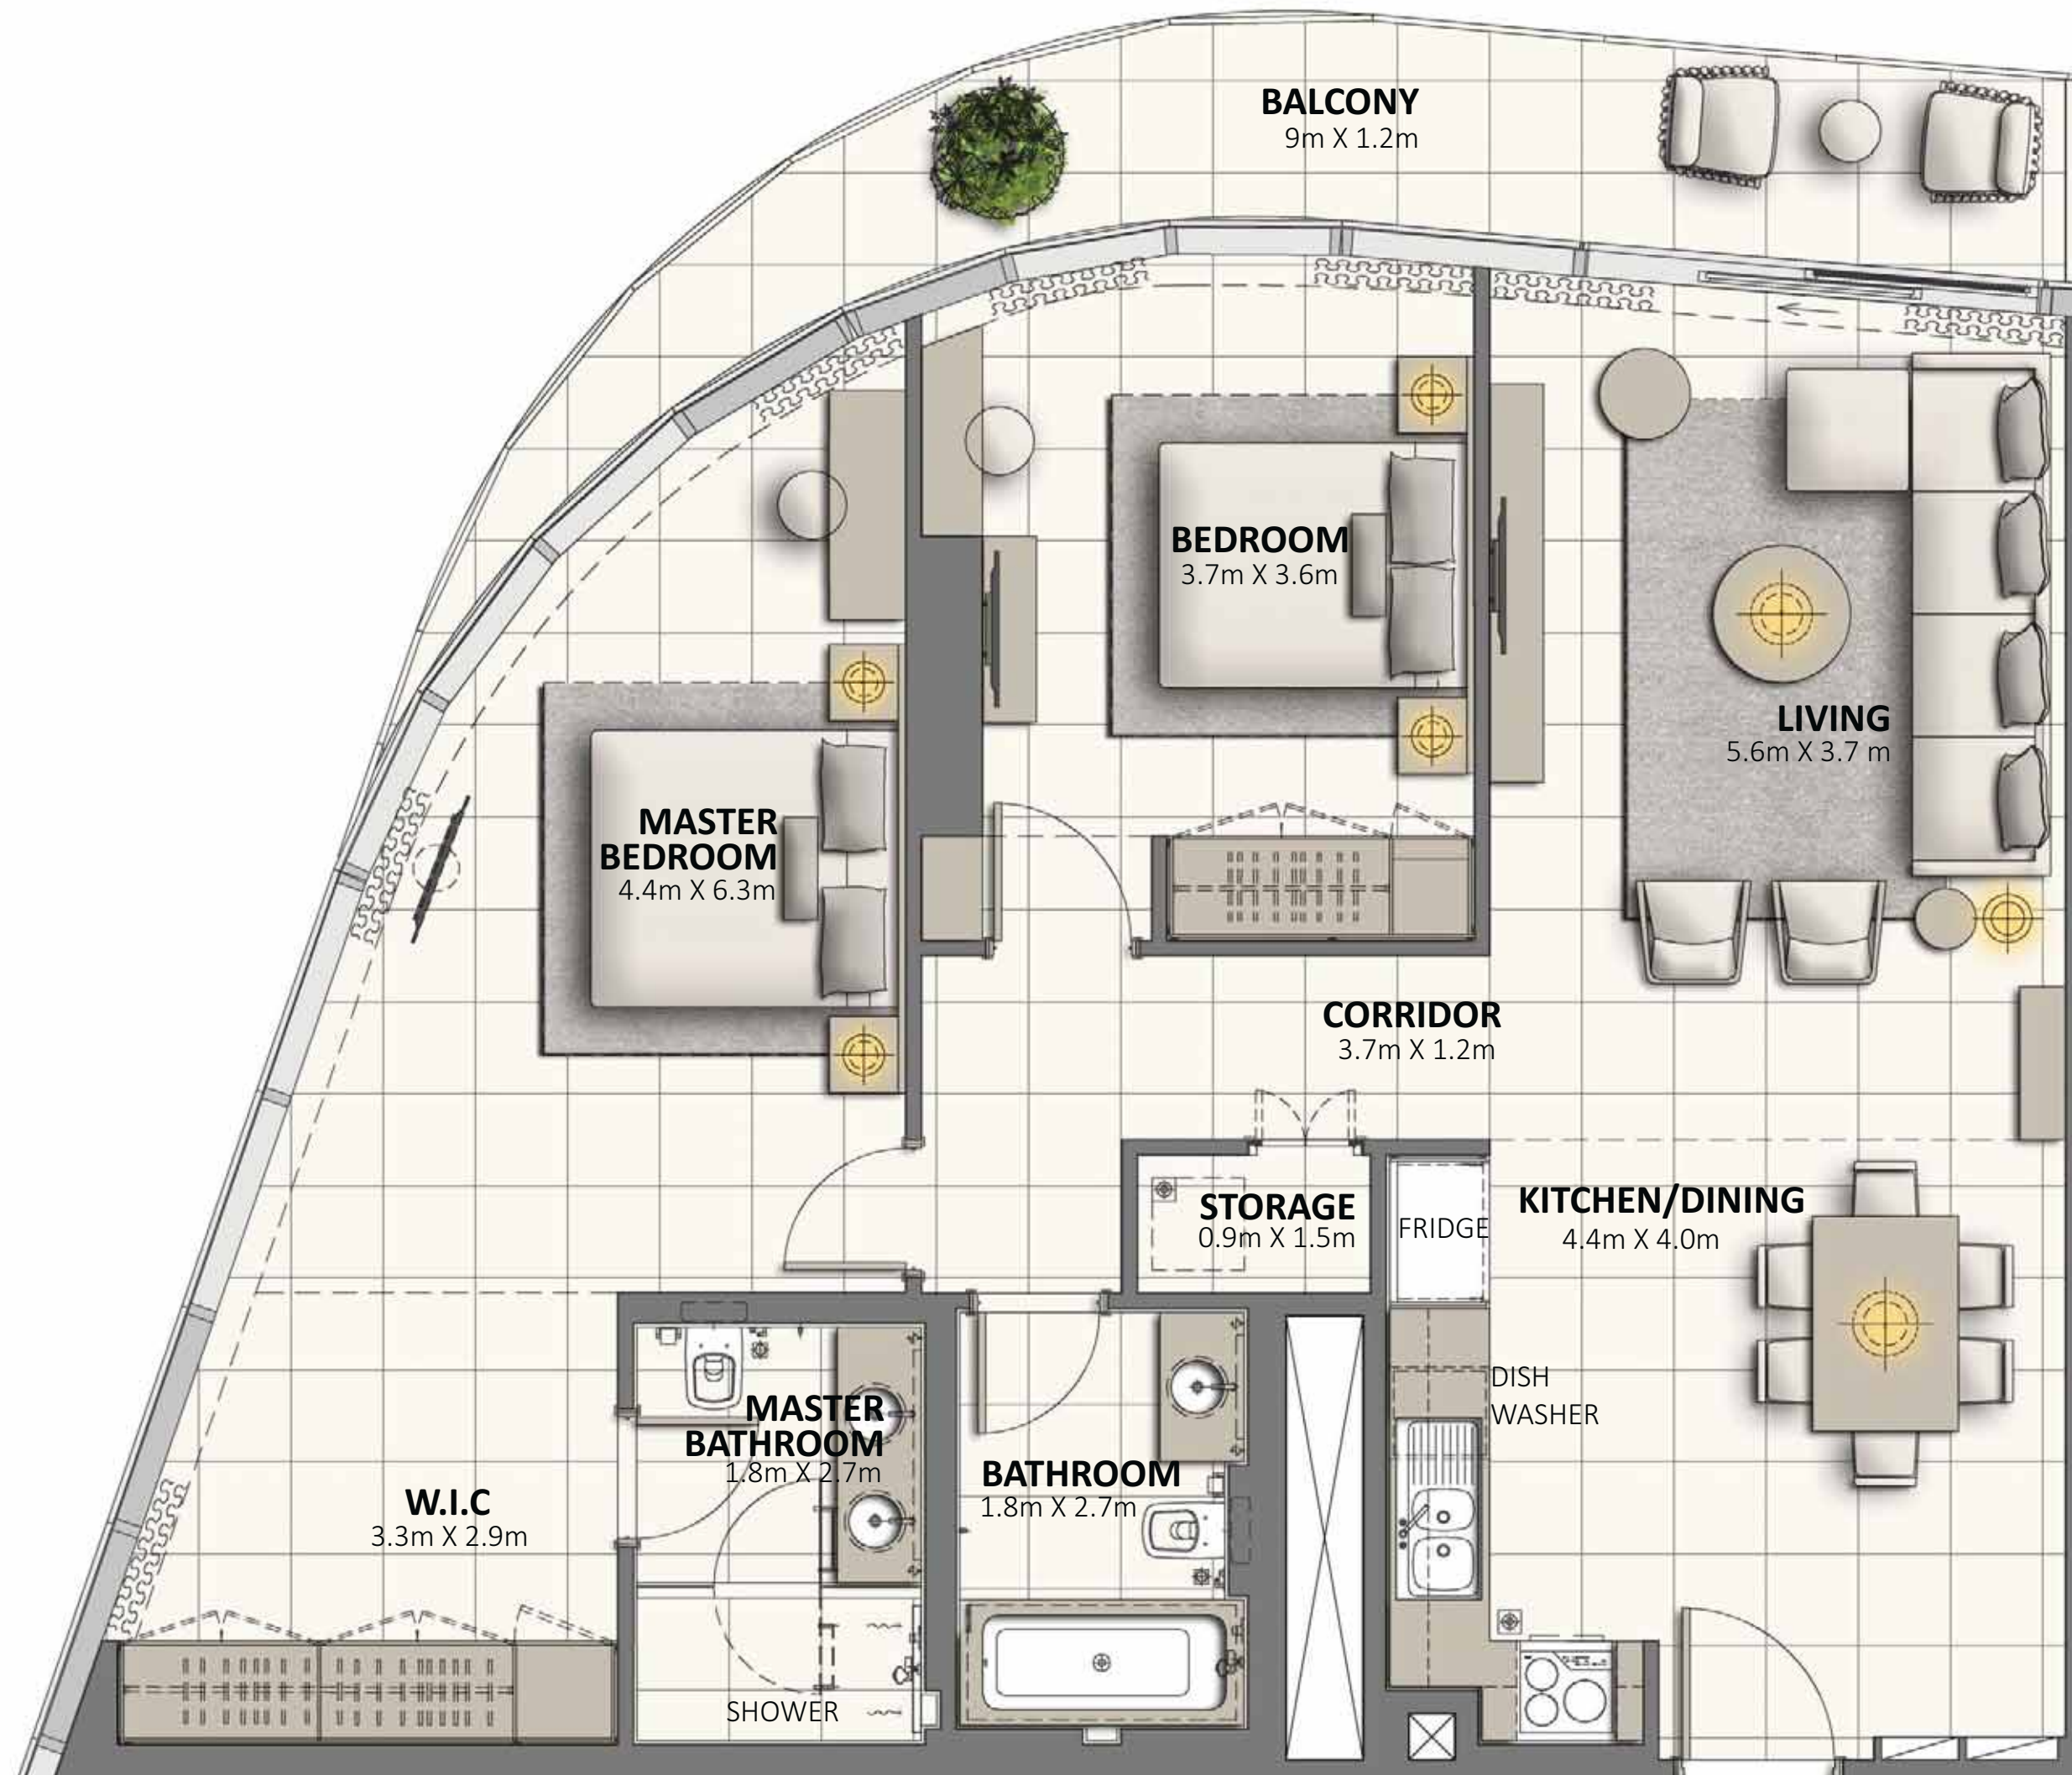 BALCONY
9m X 1.2m
BEDROOM
3.7m X 3.6m
LIVING
5.6m X 3.7 m
MASTER
BEDROOM
4.4m X 6.3m
CORRIDOR
3.7m X 1.2m
STORAGE
0.9m X 1.5m
FRIDGE
KITCHEN/DINING
4.4m X 4.0m
DISH
WASHER
MASTER
BATHROOM
1.8m X 2.7m
BATHROOM
1.8m X 2.7m
W.I.C
3.3m X 2.9m
SHOWER